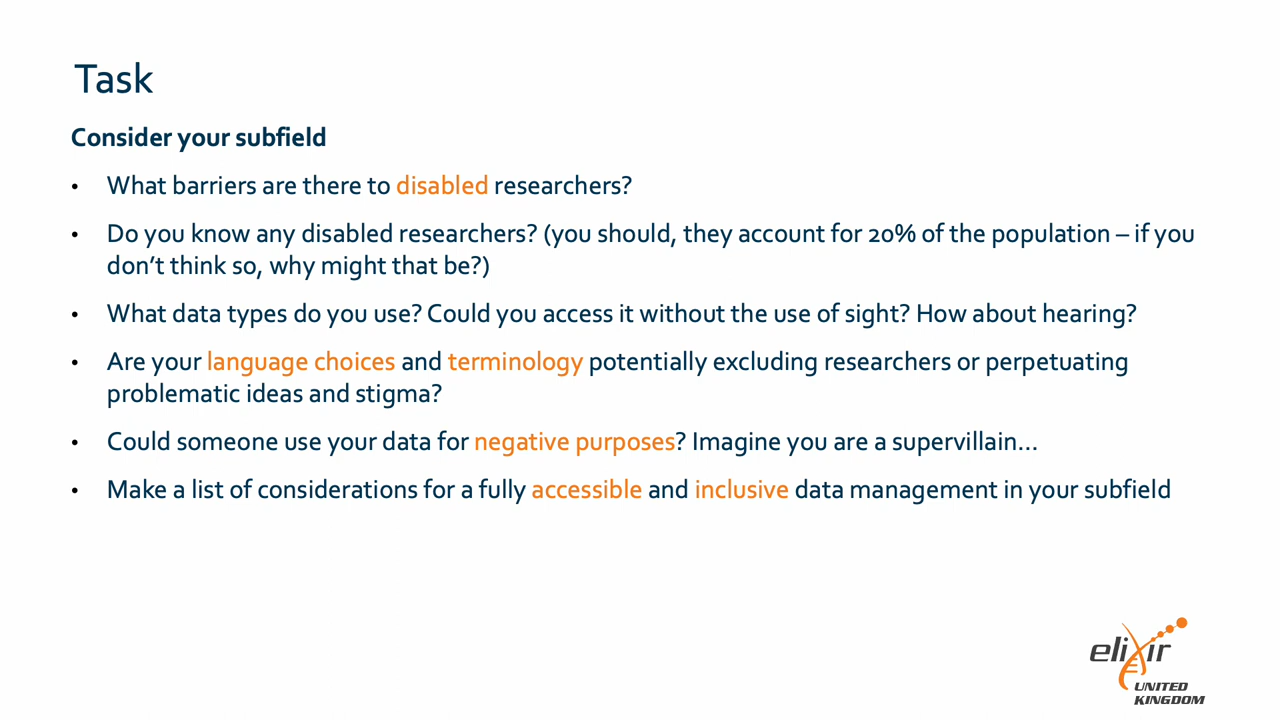 Task
Consider your subfield
• What barriers are there to disabled researchers?
• Do you know any disabled researchers? (you should, they account for 20% of the population – if you
don't think so, why might that be?)
• What data types do you use? Could you access it without the use of sight? How about hearing?
• Are your language choices and terminology potentially excluding researchers or perpetuating
problematic ideas and stigma?
• Could someone use your data for negative purposes? Imagine you are a supervillain…
• Make a list of considerations for a fully accessible and inclusive data management in your subfield
elixir
UNITED
KINGDOM